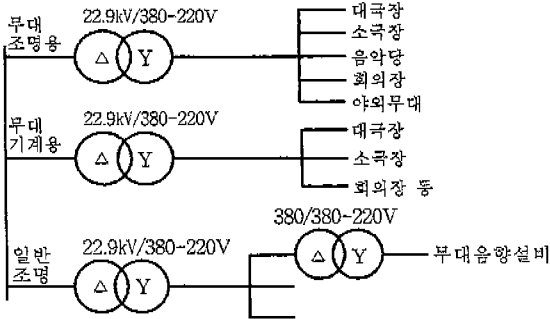 무대
조명용
22.9kV/380-220V
△ Y
대극장
소극장
음악당
회의장
야외무대
무대
기계용
22.9kV/380-220V
△ Y
대극장
소극장
회의장 등
일반
조명
22.9kV/380-220V
△ Y
380/380-220V
△ Y
무대음향설비